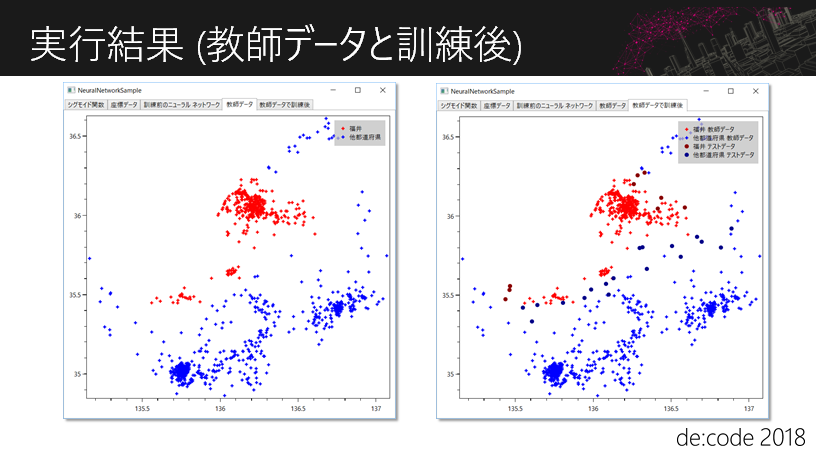 実行結果 (教師データと訓練後)
NeuralNetworkSample
シグモイド関数 座標データ 訓練前のニューラル ネットワーク 教師データ 教師データで訓練後
福井
他都道府県
36.5
36
35.5
35
135.5 136 136.5 137
NeuralNetworkSample
シグモイド関数 座標データ 訓練前のニューラル ネットワーク 教師データ 教師データで訓練後
福井 教師データ
他都道府県 教師データ
福井 テストデータ
他都道府県 テストデータ
36.5
36
35.5
35
135.5 136 136.5 137
de:code 2018